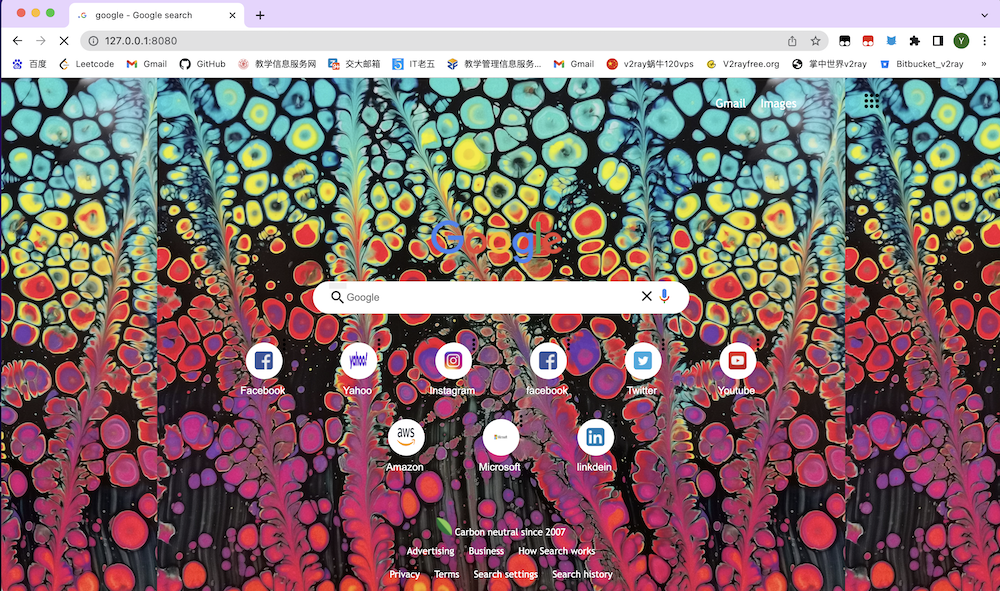 google - Google search
127.0.0.1:8080
Y
百度 Leetcode Gmail GitHub 教学信息服务网 交大邮箱 IT老五 教学管理信息服务... Gmail v2ray蜗牛120vps V2rayfree.org 掌中世界v2ray Bitbucket_v2ray »
Gmail Images
Google
Google
yahoo!
Facebook Yahoo Instagram facebook Twitter Youtube
aws Microsoft in
Amazon Microsoft linkdein
Carbon neutral since 2007
Advertising Business How Search works
Privacy Terms Search settings Search history